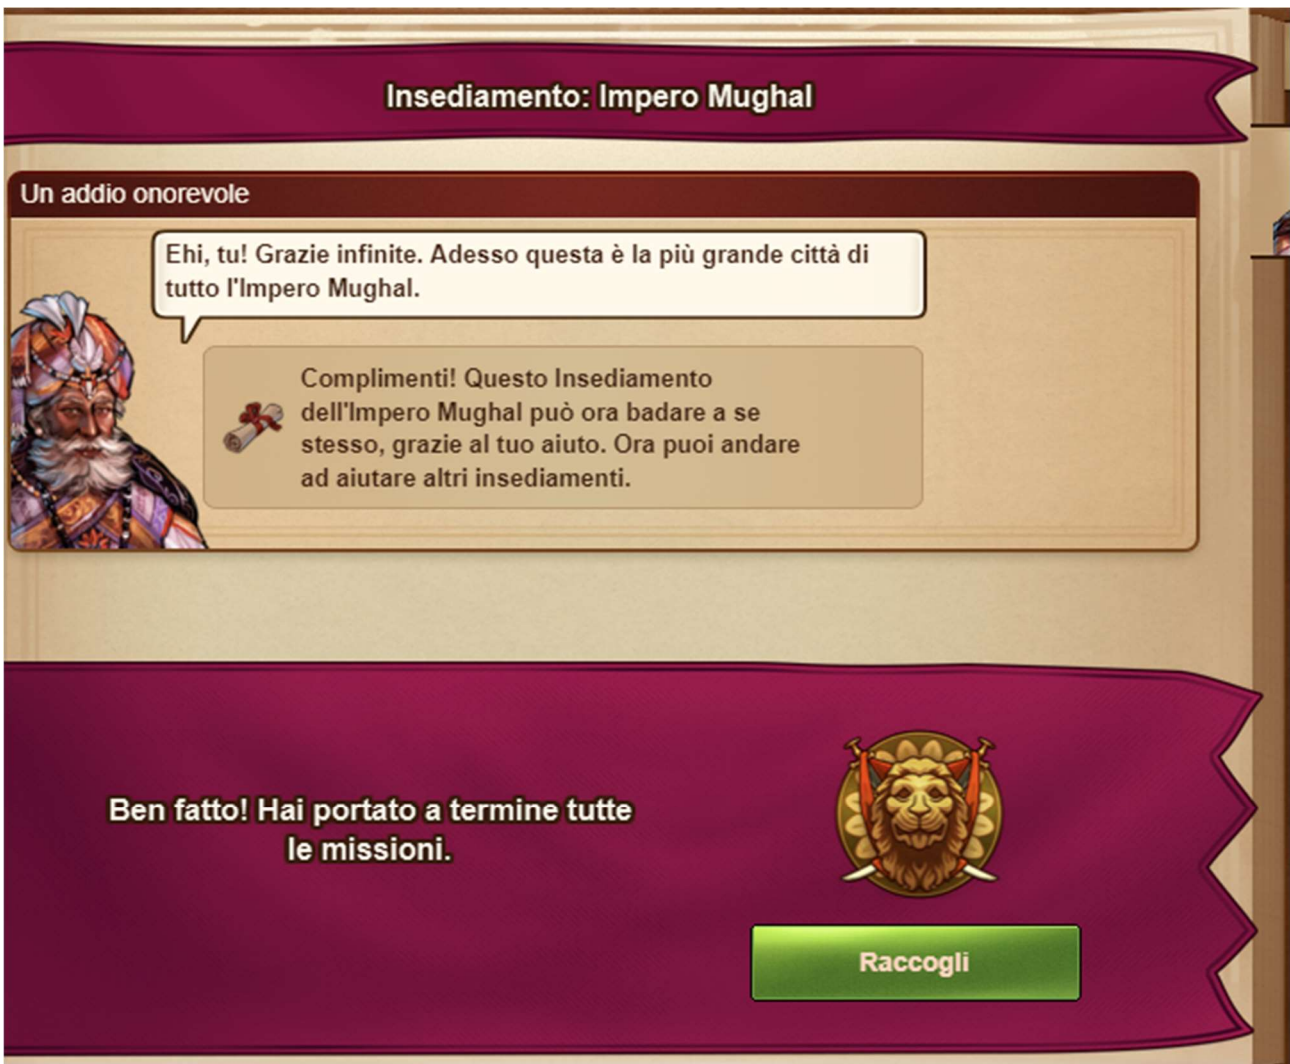 Insediamento: Impero Mughal
Un addio onorevole
Ehi, tu! Grazie infinite. Adesso questa è la più grande città di
tutto l'Impero Mughal.
Complimenti! Questo Insediamento
dell'Impero Mughal può ora badare a se
stesso, grazie al tuo aiuto. Ora puoi andare
ad aiutare altri insediamenti.
Ben fatto! Hai portato a termine tutte
le missioni.
Raccogli